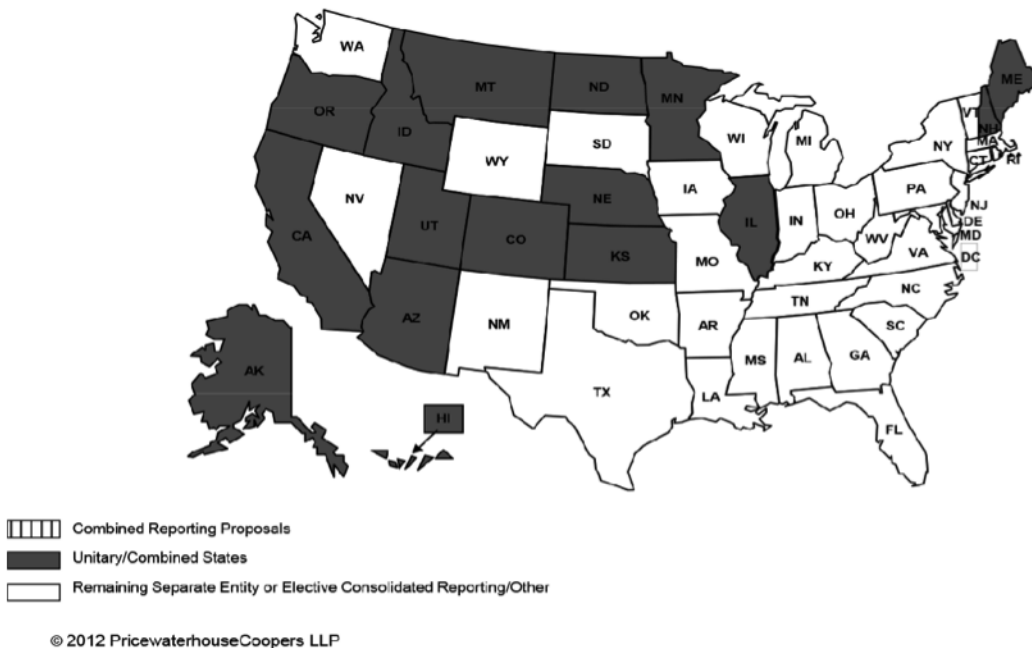 WA
MT
ND
MN
ME
OR
ID
SD
WI
MI
VT
NH
NY
MA
CT
RI
WY
NV
NE
IA
PA
NJ
CA
UT
CO
KS
IL
IN
OH
DE
MD
DC
WV
VA
MO
KY
AZ
NM
OK
AR
TN
NC
SC
MS
AL
GA
TX
LA
FL
AK
HI
Combined Reporting Proposals
Unitary/Combined States
Remaining Separate Entity or Elective Consolidated Reporting/Other
© 2012 PricewaterhouseCoopers LLP